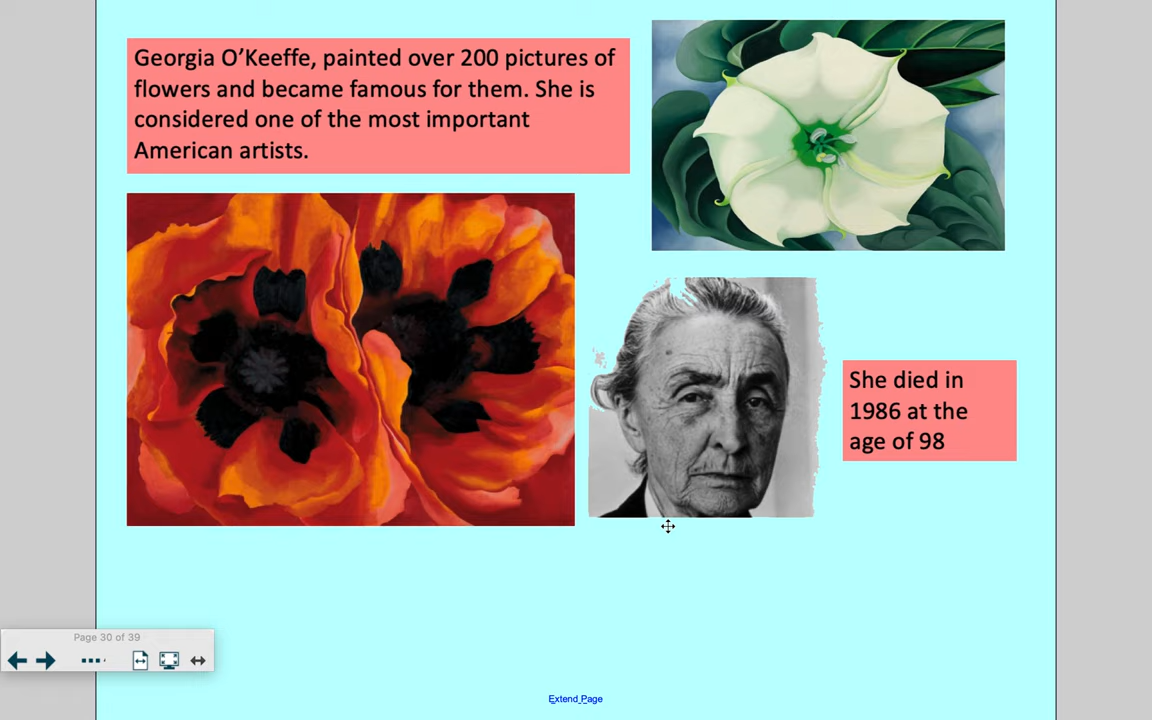 Georgia O’Keeffe, painted over 200 pictures of
flowers and became famous for them. She is
considered one of the most important
American artists.
She died in
1986 at the
age of 98
Page 30 of 39
Extend Page